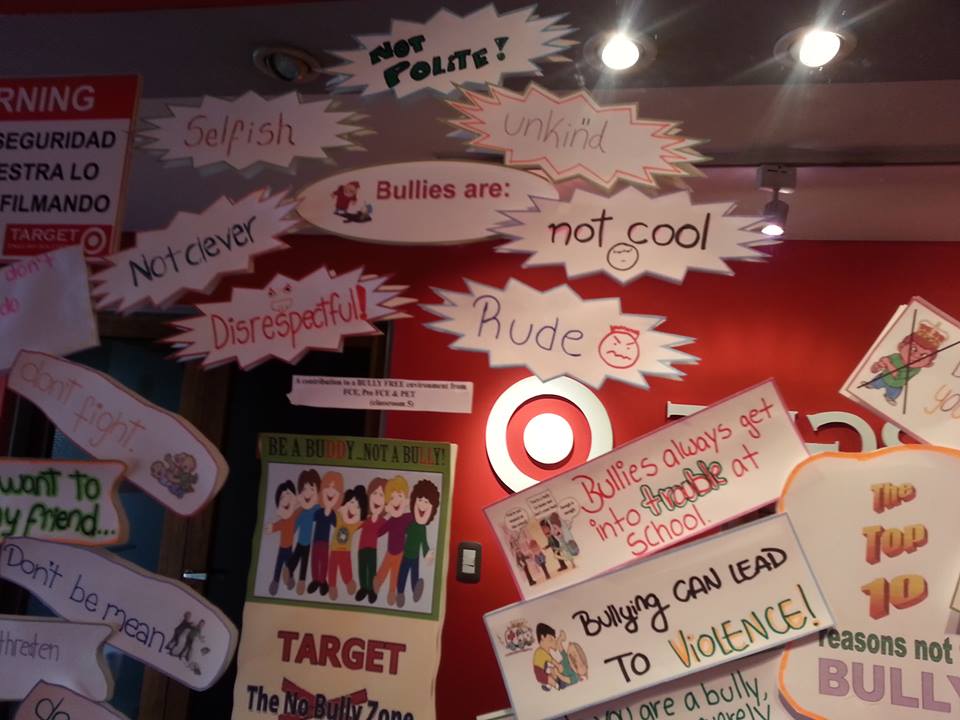 NOT
POLITE!
Selfish
unkind
Bullies are:
RNING
SEGURIDAD
ESTRA LO
FILMANDO
TARGET
Not clever
not cool
Disrespectful!
Rude
don't
do
A contribution to a BULLY FREE environment from
FCE, Pre FCE & PET
(classroom 5)
don't fight.
want to
my friend...
Don't be mean
threaten
BE A BUDDY...NOT A BULLY!
TARGET
The No Bully Zone
Bullies always get
into trouble at
School.
Bullying CAN LEAD
TO VIOLENCE!
you are a bully,
The
Top
10
reasons not
BULLY